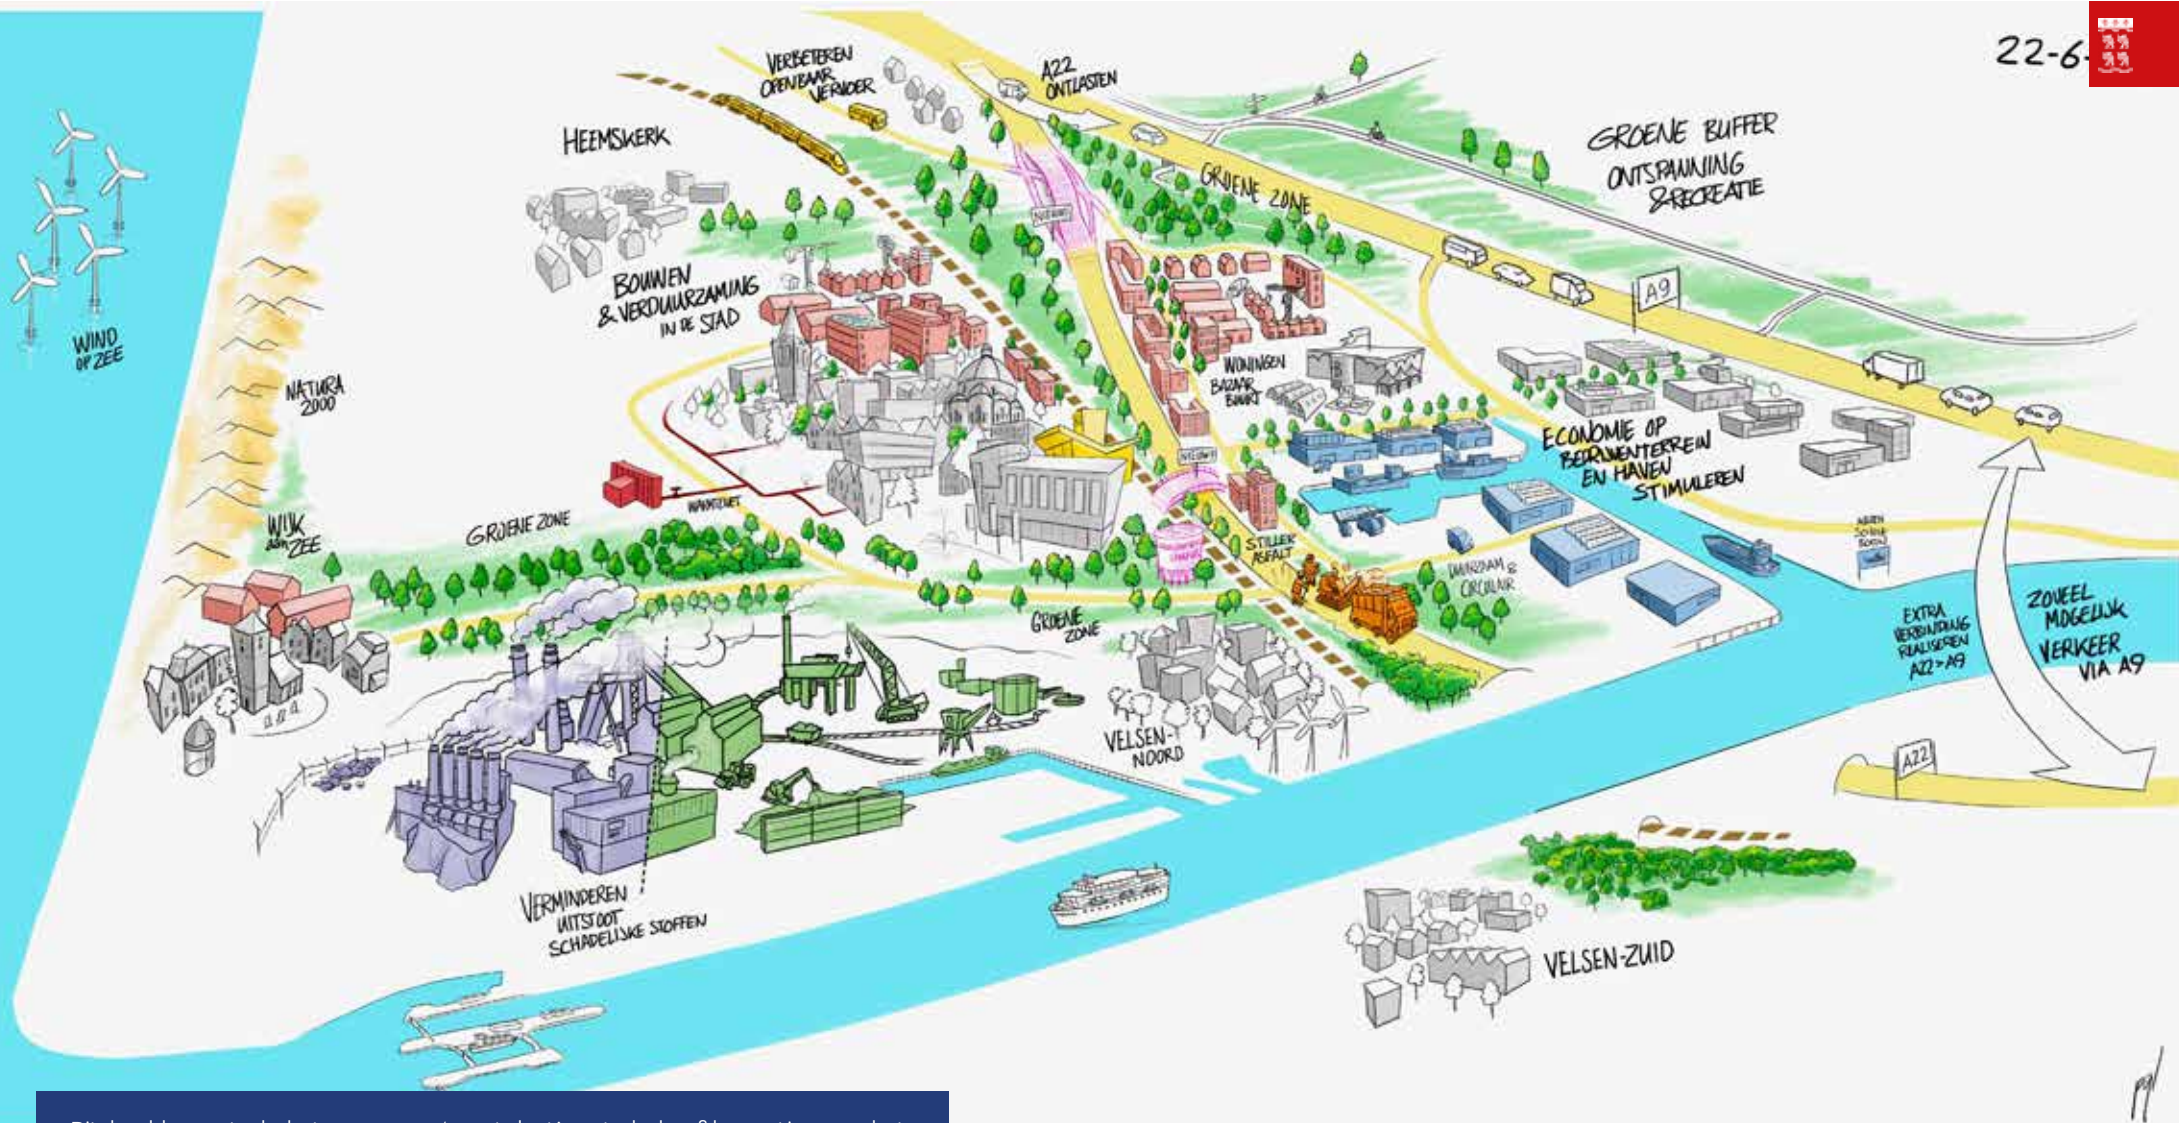 22-6-
VERBETEREN
OPENBAAR
VERVOER
A22
ONTLASTEN
HEEMSKERK
GROENE BUFFER
ONTSPANNING
& RECREATIE
GROENE ZONE
NIEUW!
BOUWEN
& VERDUURZAMING
IN DE STAD
A9
WIND
OP ZEE
NATURA
2000
WONINGEN
BAZAAR
BUURT
ECONOMIE OP
BEDRIJVENTERREIN
EN HAVEN
STIMULEREN
NIEUW!
WARMTENET
GROENE ZONE
WIJK
aan ZEE
STILLER
ASFALT
DUURZAAM &
CIRCULAIR
GROENE
ZONE
EXTRA
VERBINDING
REALISEREN
A22 > A9
ZOVEEL
MOGELIJK
VERKEER
VIA A9
VELSEN-
NOORD
A22
VERMINDEREN
UITSTOOT
SCHADELIJKE STOFFEN
VELSEN-ZUID